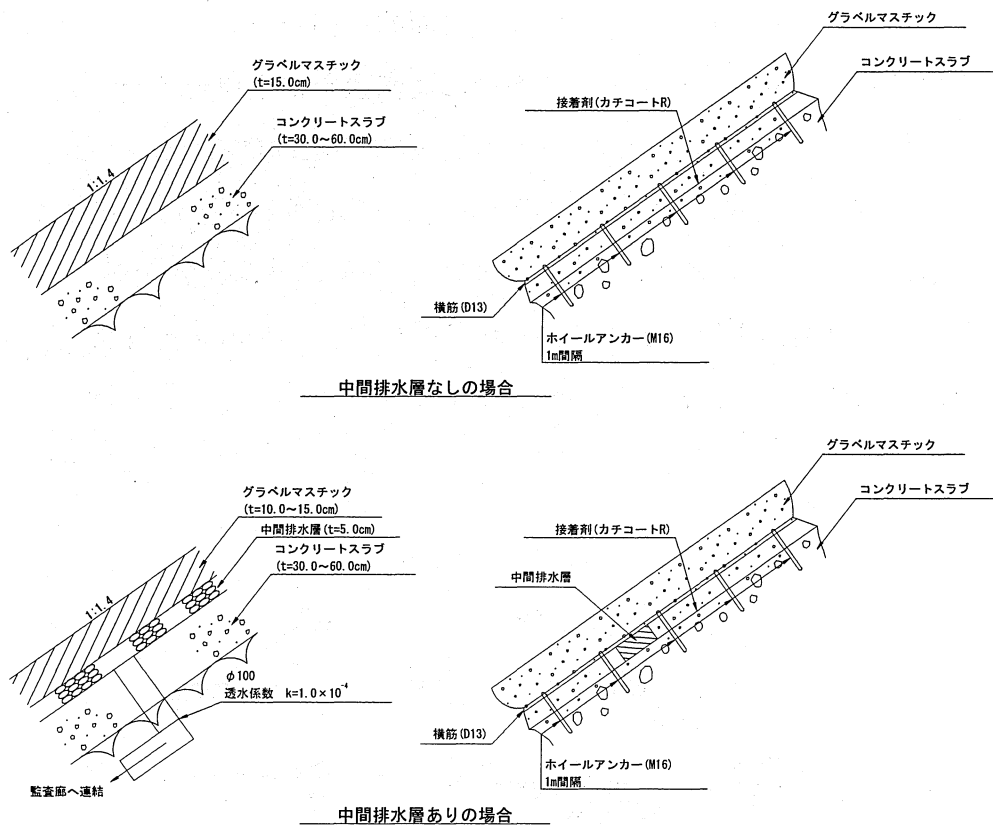 グラベルマスチック
(t=15.0cm)
コンクリートスラブ
(t=30.0～60.0cm)
1:1.4
グラベルマスチック
コンクリートスラブ
接着剤(カチコートR)
横筋(D13)
ホイールアンカー(M16)
1m間隔
中間排水層なしの場合
グラベルマスチック
(t=10.0～15.0cm)
中間排水層(t=5.0cm)
コンクリートスラブ
(t=30.0～60.0cm)
1:1.4
φ100
透水係数 k=1.0×10⁻⁴
監査廊へ連結
グラベルマスチック
コンクリートスラブ
接着剤(カチコートR)
中間排水層
横筋(D13)
ホイールアンカー(M16)
1m間隔
中間排水層ありの場合